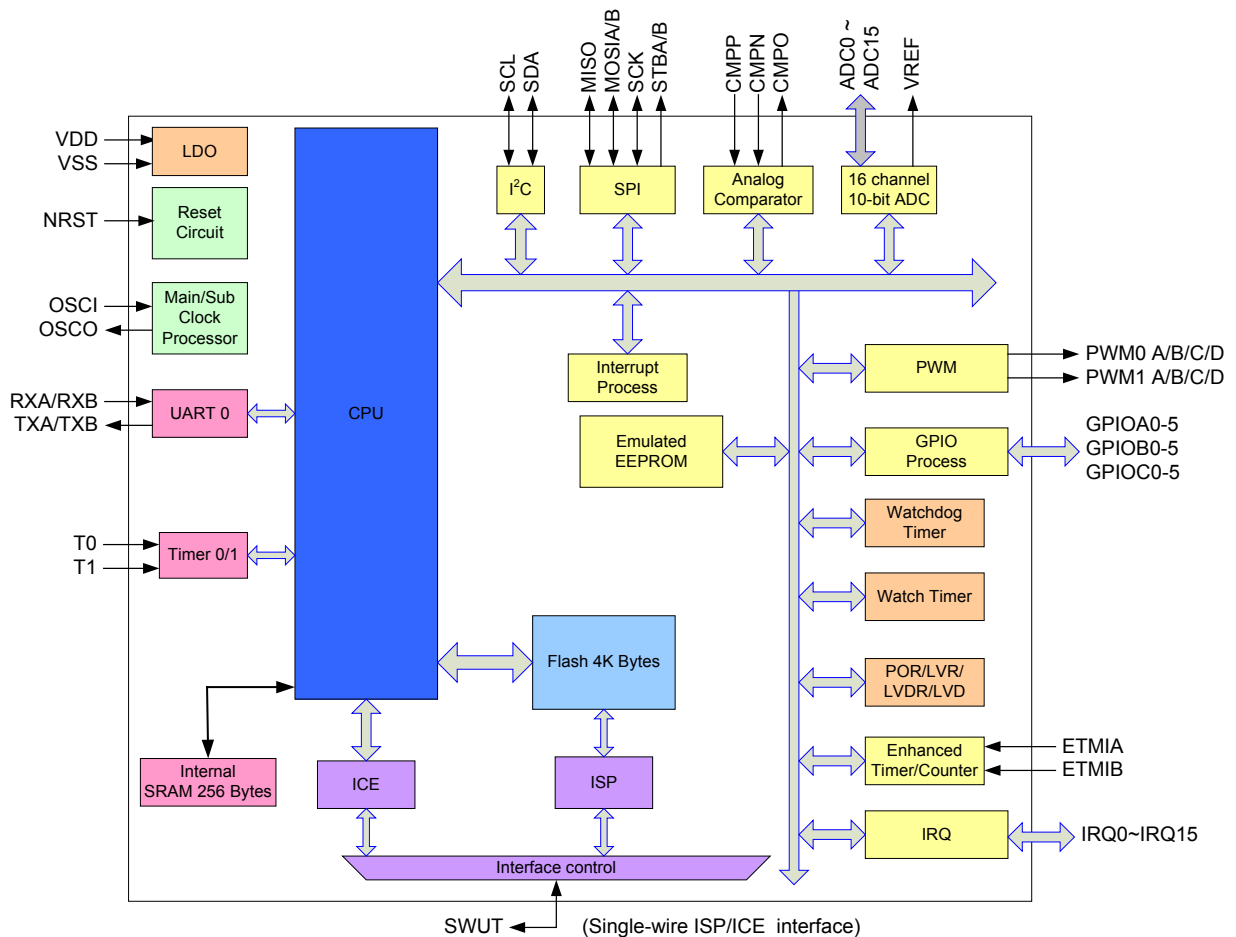 SCL
SDA
MISO
MOSIA/B
SCK
STBA/B
CMPP
CMPN
CMPO
ADC0 ~
ADC15
VREF
VDD
VSS
LDO
NRST
Reset
Circuit
OSCI
OSCO
Main/Sub
Clock
Processor
RXA/RXB
TXA/TXB
UART 0
T0
T1
Timer 0/1
CPU
I²C
SPI
Analog
Comparator
16 channel
10-bit ADC
Interrupt
Process
Emulated
EEPROM
PWM
PWM0 A/B/C/D
PWM1 A/B/C/D
GPIO
Process
GPIOA0-5
GPIOB0-5
GPIOC0-5
Watchdog
Timer
Watch Timer
Flash 4K Bytes
POR/LVR/
LVDR/LVD
Enhanced
Timer/Counter
ETMIA
ETMIB
Internal
SRAM 256 Bytes
ICE
ISP
IRQ
IRQ0~IRQ15
Interface control
SWUT
(Single-wire ISP/ICE interface)